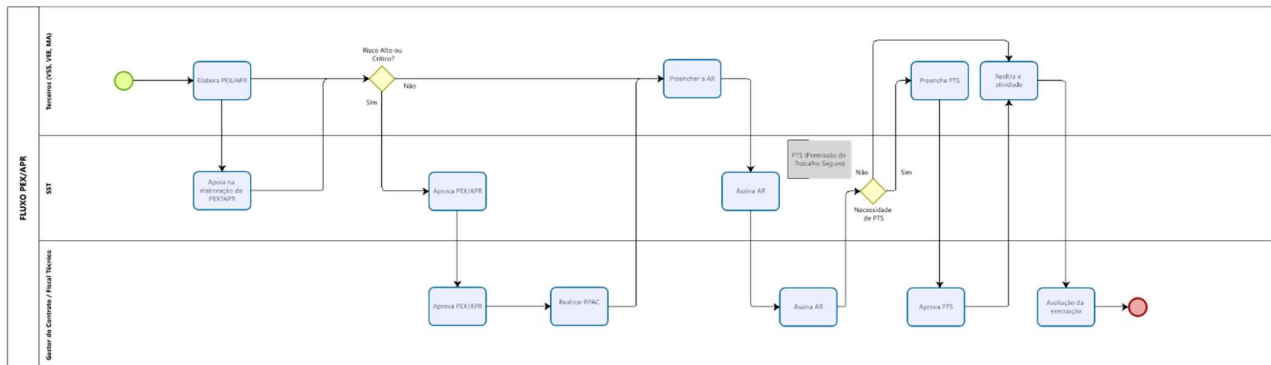 FLUXO PEX/APR
Terceiros (VSS, VEE, MA)
Elabora PEX/APR
Risco Alto ou
Crítico?
Não
Sim
Preencher a AR
Preencha PTS
Realiza a
atividade
SST
Apoia na
elaboração da
PEX?APR
Aprova PEX/APR
Assina AR
PTS (Permissão de
Trabalho Seguro)
Não
Sim
Necessidade
de PTS
Gestor do Contrato / Fiscal Técnico
Aprova PEX/APR
Realizar RPAC
Assina AR
Aprova PTS
Avaliação da
execuação